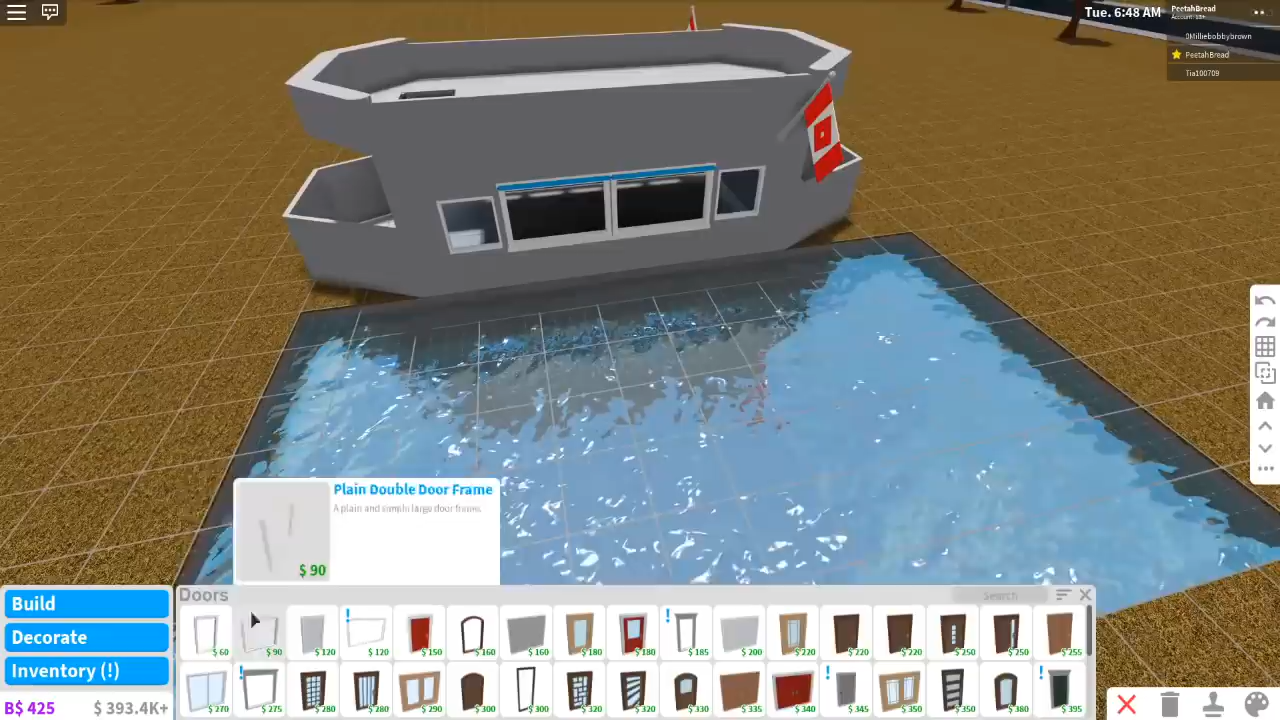 Tue. 6:48 AM
PeetahBread
Account: 13+
0Milliebobbybrown
PeetahBread
Tia100709
Plain Double Door Frame
A plain and simple large door frame.
$ 90
Build
Decorate
Inventory (!)
B$ 425
$ 393.4K+
Doors
Search
$ 60
$ 90
$ 120
!
$ 120
$ 150
$ 160
$ 160
$ 180
$ 180
!
$ 185
$ 200
$ 220
$ 220
$ 220
$ 250
$ 250
$ 255
$ 270
!
$ 275
$ 280
$ 280
$ 290
$ 300
$ 300
$ 320
$ 320
$ 330
$ 335
$ 340
!
$ 345
$ 350
$ 350
$ 380
!
$ 395